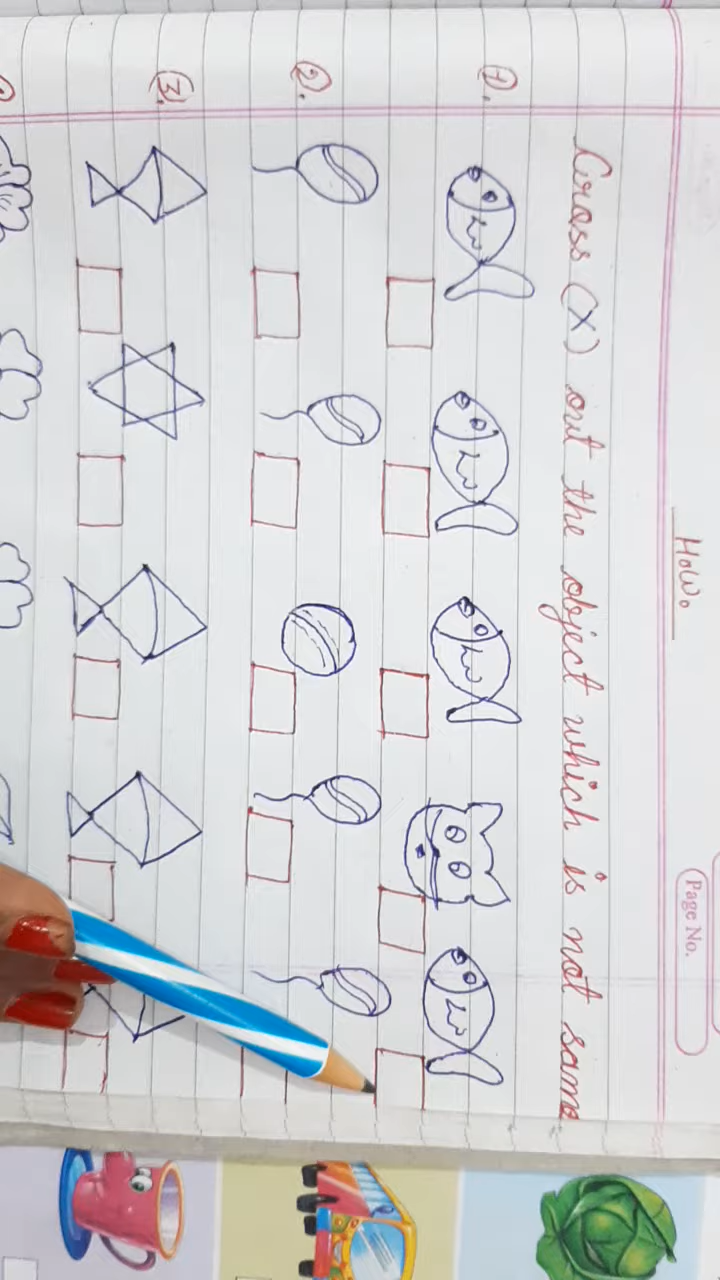 H.W.
Page No.
Cross (x) out the object which is not same
1.
2.
3.